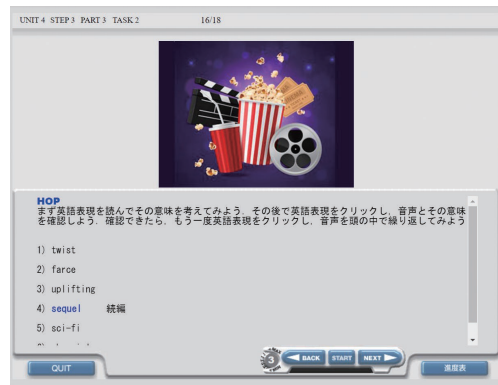 UNIT 4 STEP 3 PART 3 TASK 2 16/18
HOP
まず英語表現を読んでその意味を考えてみよう．その後で英語表現をクリックし，音声とその意味
を確認しよう．確認できたら，もう一度英語表現をクリックし，音声を頭の中で繰り返してみよう
1) twist
2) farce
3) uplifting
4) sequel 続編
5) sci-fi
QUIT
3
BACK START NEXT
進度表